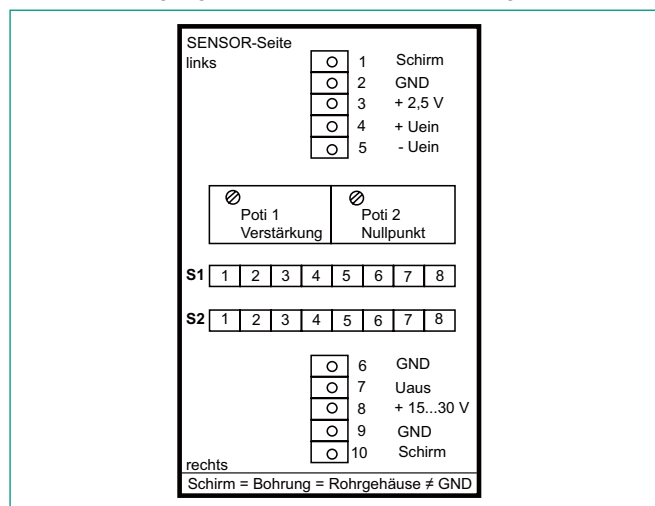 SENSOR-Seite
links
1 Schirm
2 GND
3 + 2,5 V
4 + Uein
5 - Uein
Poti 1
Verstärkung
Poti 2
Nullpunkt
S1 1 2 3 4 5 6 7 8
S2 1 2 3 4 5 6 7 8
6 GND
7 Uaus
8 + 15...30 V
9 GND
10 Schirm
rechts
Schirm = Bohrung = Rohrgehäuse ≠ GND